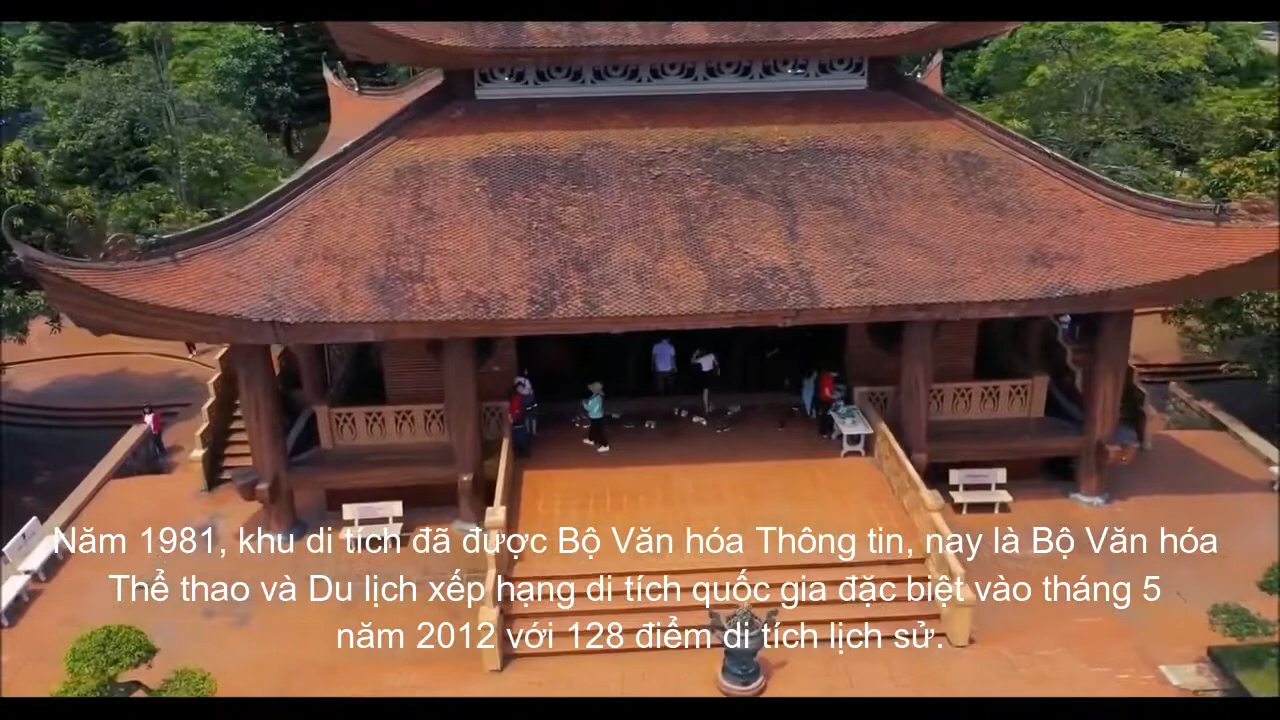 Năm 1981, khu di tích đã được Bộ Văn hóa Thông tin, nay là Bộ Văn hóa
Thể thao và Du lịch xếp hạng di tích quốc gia đặc biệt vào tháng 5
năm 2012 với 128 điểm di tích lịch sử.